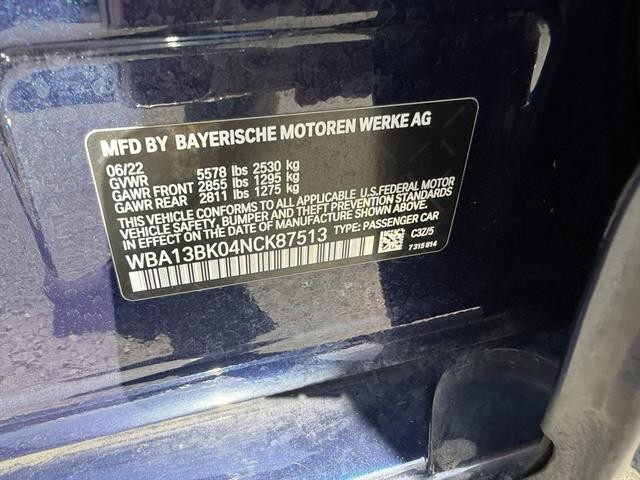 MFD BY BAYERISCHE MOTOREN WERKE AG
06/22
GVWR 5578 lbs 2530 kg
GAWR FRONT 2855 lbs 1295 kg
GAWR REAR 2811 lbs 1275 kg
THIS VEHICLE CONFORMS TO ALL APPLICABLE U.S.FEDERAL MOTOR
VEHICLE SAFETY, BUMPER AND THEFT PREVENTION STANDARDS
IN EFFECT ON THE DATE OF MANUFACTURE SHOWN ABOVE.
WBA13BK04NCK87513 TYPE: PASSENGER CAR
C3Z/5
7 315 814